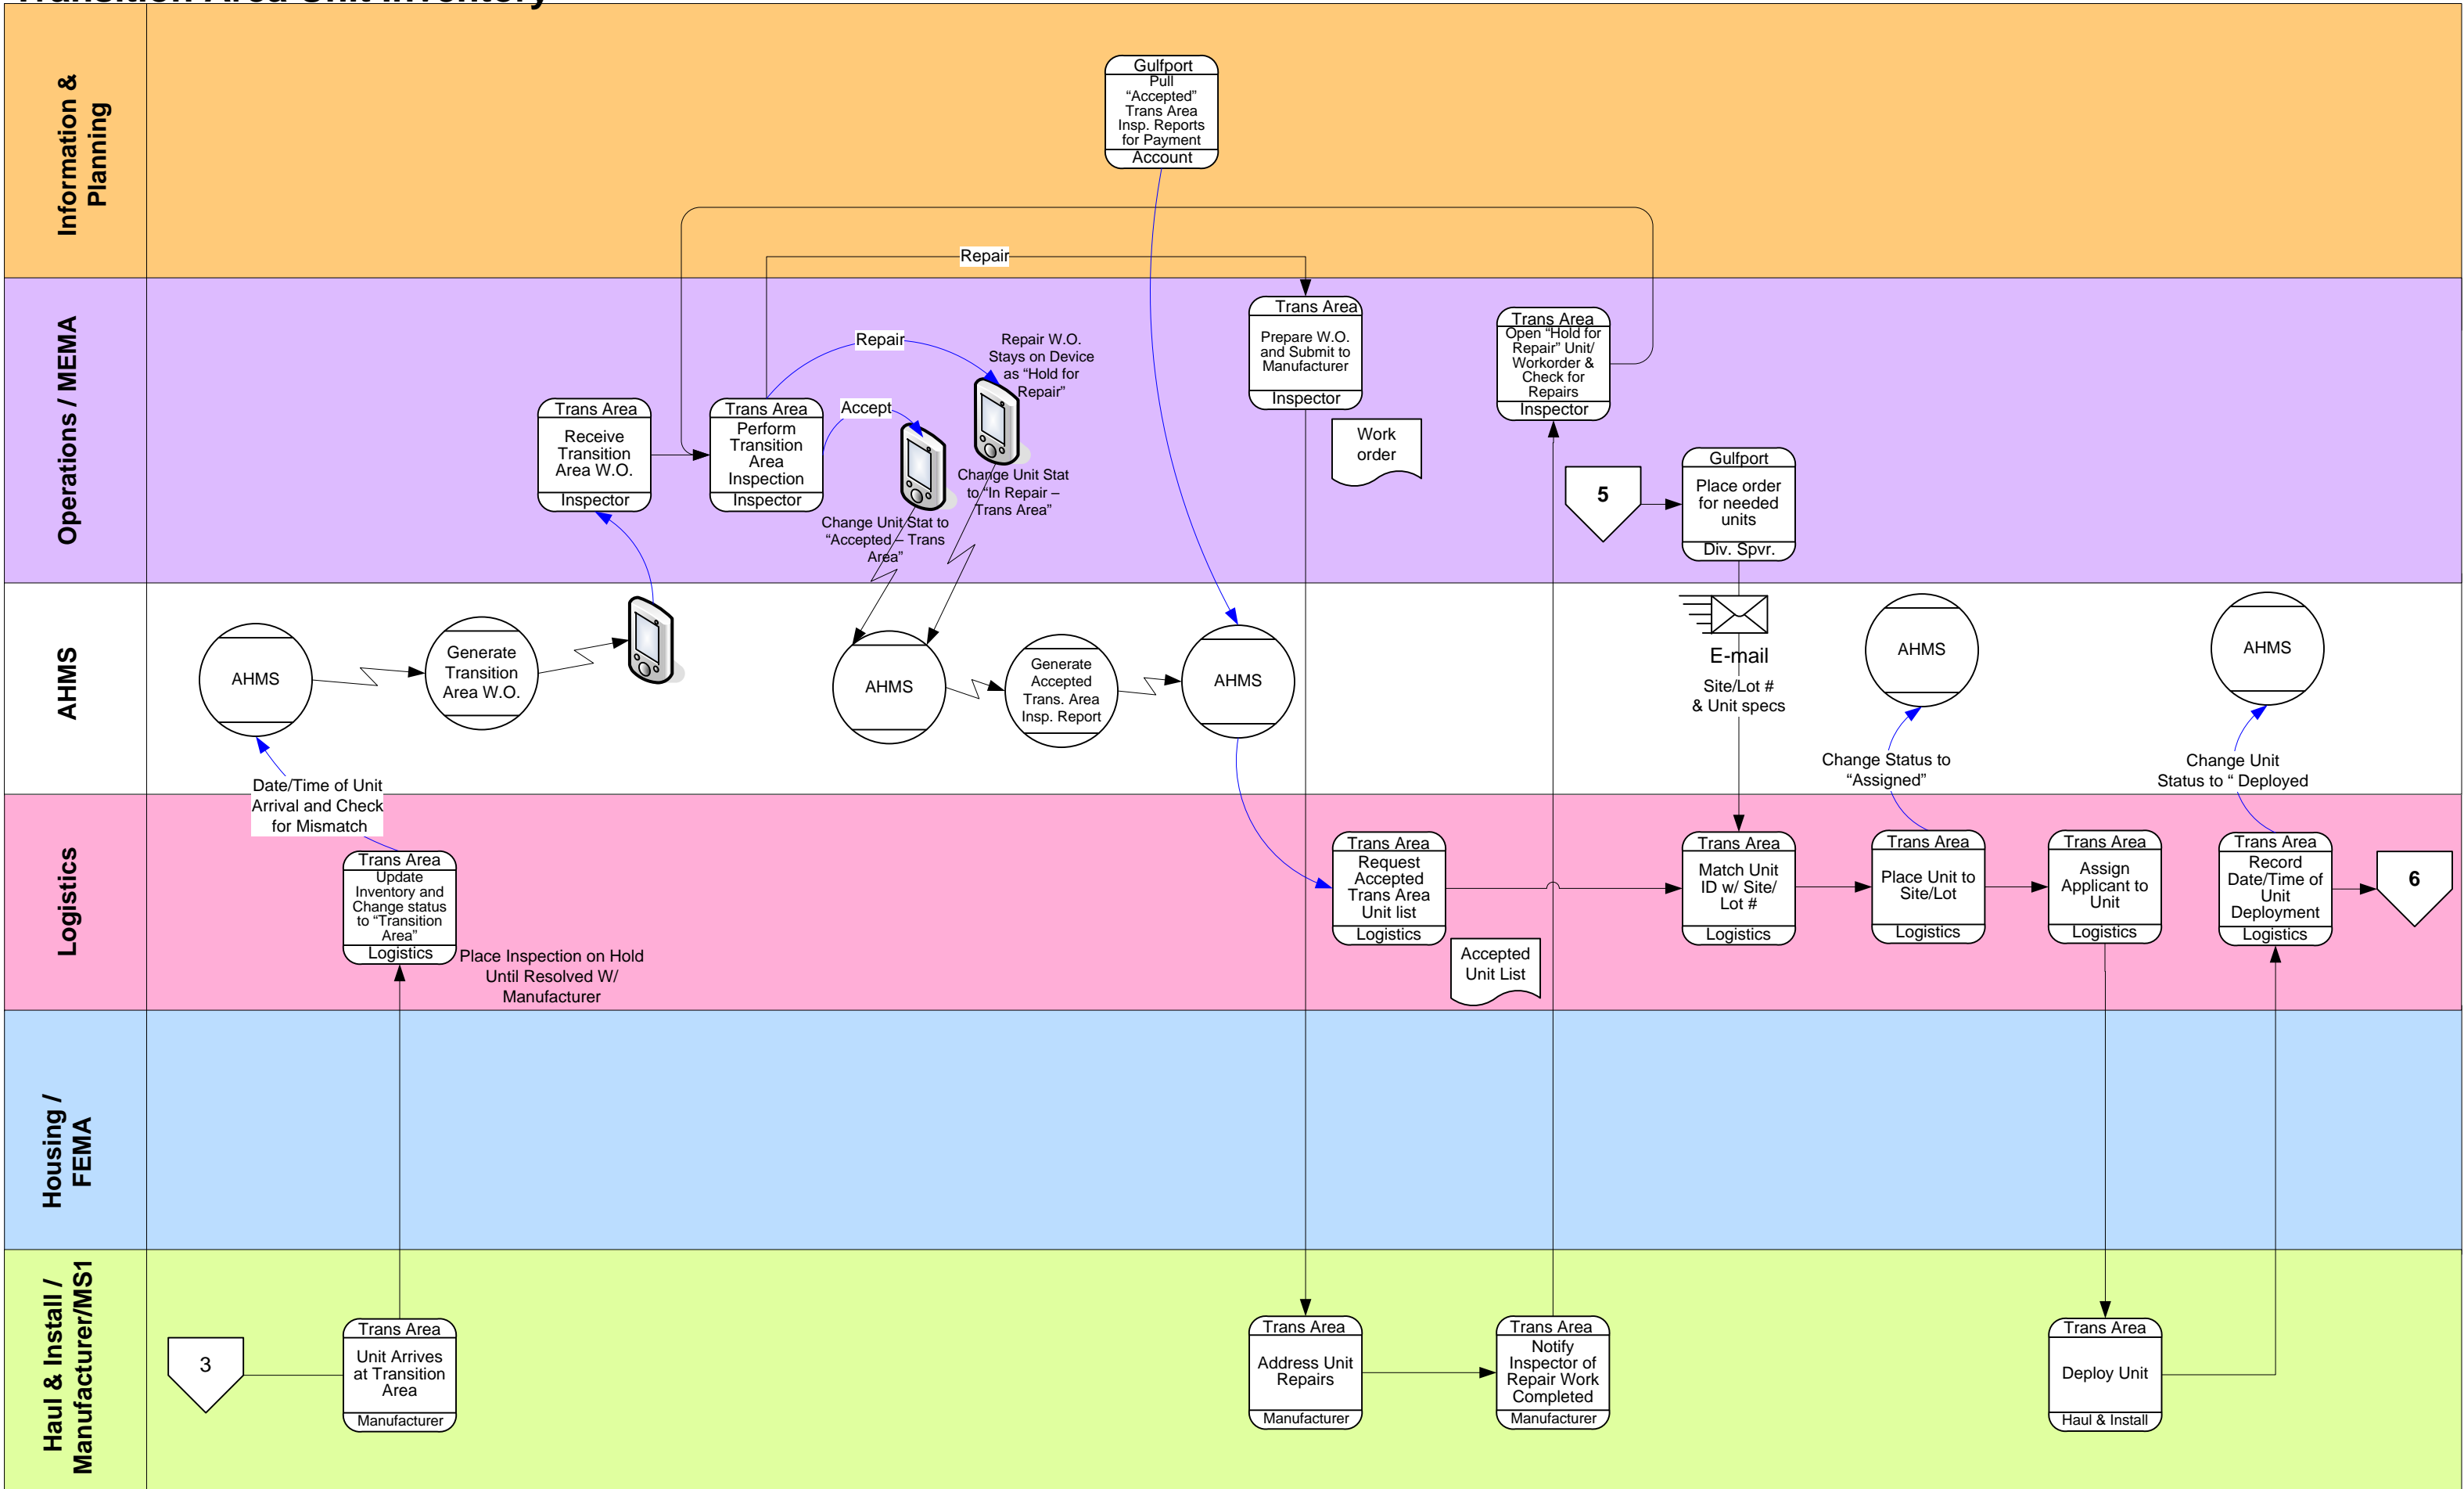 Transition Area Unit Inventory
Information &
Planning
Gulfport
Pull
“Accepted”
Trans Area
Insp. Reports
for Payment
Account
Repair
Operations / MEMA
Trans Area
Receive
Transition
Area W.O.
Inspector
Trans Area
Perform
Transition
Area
Inspection
Inspector
Repair
Accept
Repair W.O.
Stays on Device
as “Hold for
Repair”
Change Unit Stat
to “In Repair –
Trans Area”
Change Unit Stat to
“Accepted – Trans
Area”
Trans Area
Prepare W.O.
and Submit to
Manufacturer
Inspector
Work
order
Trans Area
Open “Hold for
Repair” Unit/
Workorder &
Check for
Repairs
Inspector
5
Gulfport
Place order
for needed
units
Div. Spvr.
AHMS
AHMS
Generate
Transition
Area W.O.
AHMS
Generate
Accepted
Trans. Area
Insp. Report
AHMS
E-mail
Site/Lot #
& Unit specs
AHMS
Change Status to
“Assigned”
AHMS
Change Unit
Status to “ Deployed
Date/Time of Unit
Arrival and Check
for Mismatch
Logistics
Trans Area
Update
Inventory and
Change status
to “Transition
Area”
Logistics
Place Inspection on Hold
Until Resolved W/
Manufacturer
Trans Area
Request
Accepted
Trans Area
Unit list
Logistics
Accepted
Unit List
Trans Area
Match Unit
ID w/ Site/
Lot #
Logistics
Trans Area
Place Unit to
Site/Lot
Logistics
Trans Area
Assign
Applicant to
Unit
Logistics
Trans Area
Record
Date/Time of
Unit
Deployment
Logistics
6
Housing /
FEMA
Haul & Install /
Manufacturer/MS1
3
Trans Area
Unit Arrives
at Transition
Area
Manufacturer
Trans Area
Address Unit
Repairs
Manufacturer
Trans Area
Notify
Inspector of
Repair Work
Completed
Manufacturer
Trans Area
Deploy Unit
Haul & Install